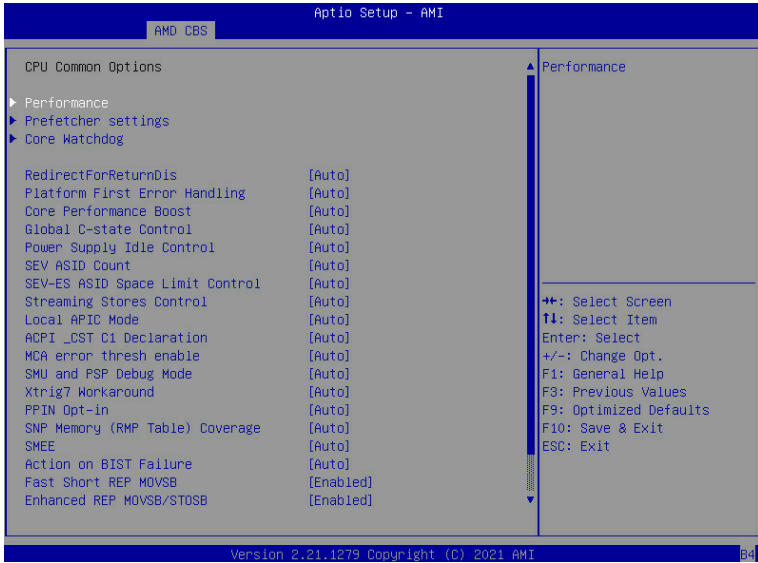 Aptio Setup – AMI
AMD CBS
CPU Common Options
Performance
Prefetcher settings
Core Watchdog
RedirectForReturnDis [Auto]
Platform First Error Handling [Auto]
Core Performance Boost [Auto]
Global C-state Control [Auto]
Power Supply Idle Control [Auto]
SEV ASID Count [Auto]
SEV-ES ASID Space Limit Control [Auto]
Streaming Stores Control [Auto]
Local APIC Mode [Auto]
ACPI _CST C1 Declaration [Auto]
MCA error thresh enable [Auto]
SMU and PSP Debug Mode [Auto]
Xtrig7 Workaround [Auto]
PPIN Opt-in [Auto]
SNP Memory (RMP Table) Coverage [Auto]
SMEE [Auto]
Action on BIST Failure [Auto]
Fast Short REP MOVSB [Enabled]
Enhanced REP MOVSB/STOSB [Enabled]
Performance
→←: Select Screen
↑↓: Select Item
Enter: Select
+/-: Change Opt.
F1: General Help
F3: Previous Values
F9: Optimized Defaults
F10: Save & Exit
ESC: Exit
Version 2.21.1279 Copyright (C) 2021 AMI
B4